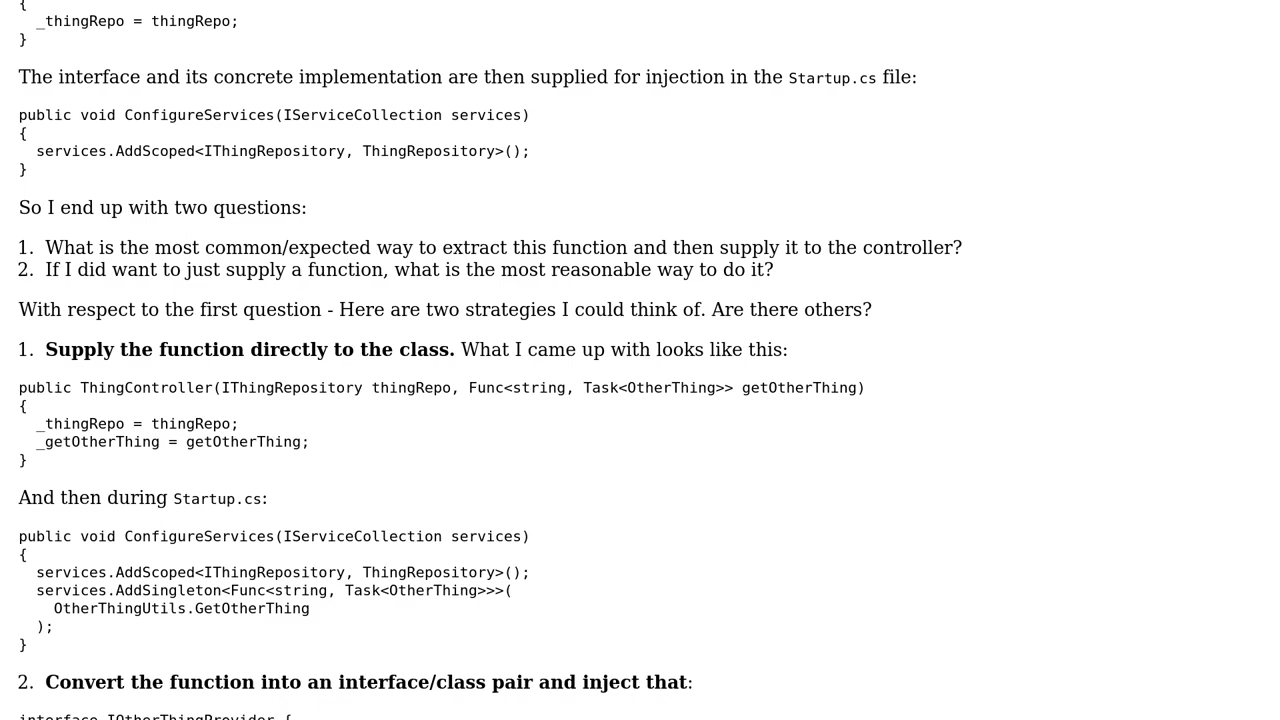 {
  _thingRepo = thingRepo;
}
The interface and its concrete implementation are then supplied for injection in the Startup.cs file:
public void ConfigureServices(IServiceCollection services)
{
  services.AddScoped<IThingRepository, ThingRepository>();
}
So I end up with two questions:
1. What is the most common/expected way to extract this function and then supply it to the controller?
2. If I did want to just supply a function, what is the most reasonable way to do it?
With respect to the first question - Here are two strategies I could think of. Are there others?
1. Supply the function directly to the class. What I came up with looks like this:
public ThingController(IThingRepository thingRepo, Func<string, Task<OtherThing>> getOtherThing)
{
  _thingRepo = thingRepo;
  _getOtherThing = getOtherThing;
}
And then during Startup.cs:
public void ConfigureServices(IServiceCollection services)
{
  services.AddScoped<IThingRepository, ThingRepository>();
  services.AddSingleton<Func<string, Task<OtherThing>>>(
    OtherThingUtils.GetOtherThing
  );
}
2. Convert the function into an interface/class pair and inject that:
interface IOtherThingProvider {